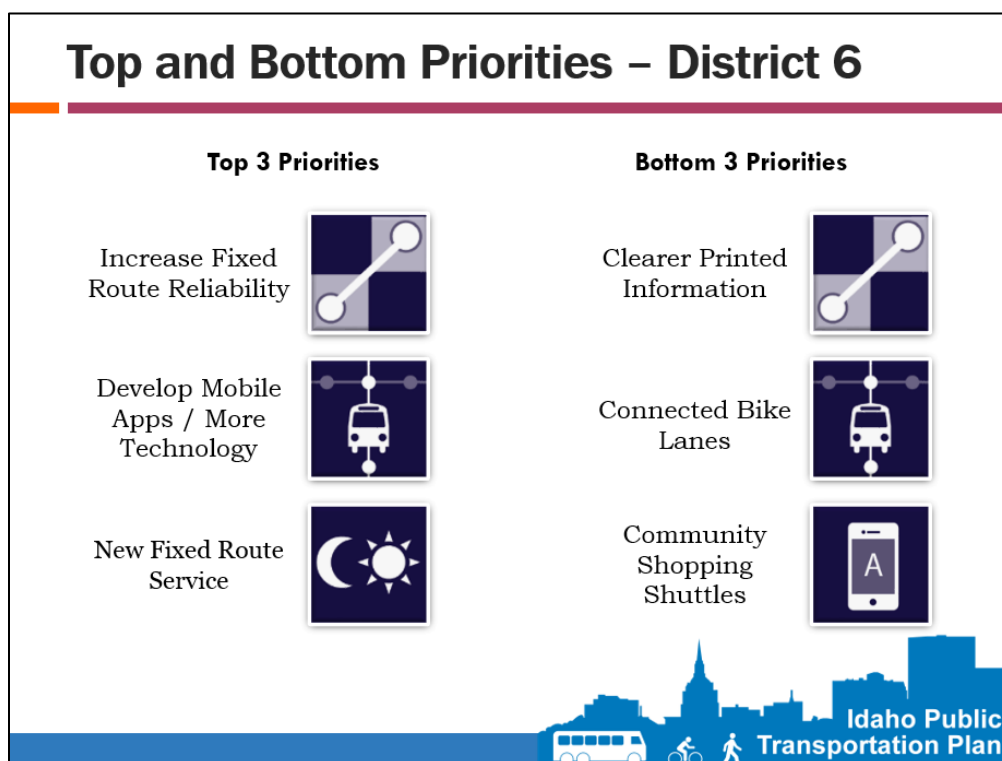 Top and Bottom Priorities – District 6
Top 3 Priorities
Increase Fixed
Route Reliability
Develop Mobile
Apps / More
Technology
New Fixed Route
Service
Bottom 3 Priorities
Clearer Printed
Information
Connected Bike
Lanes
Community
Shopping
Shuttles
A
Idaho Public
Transportation Plan